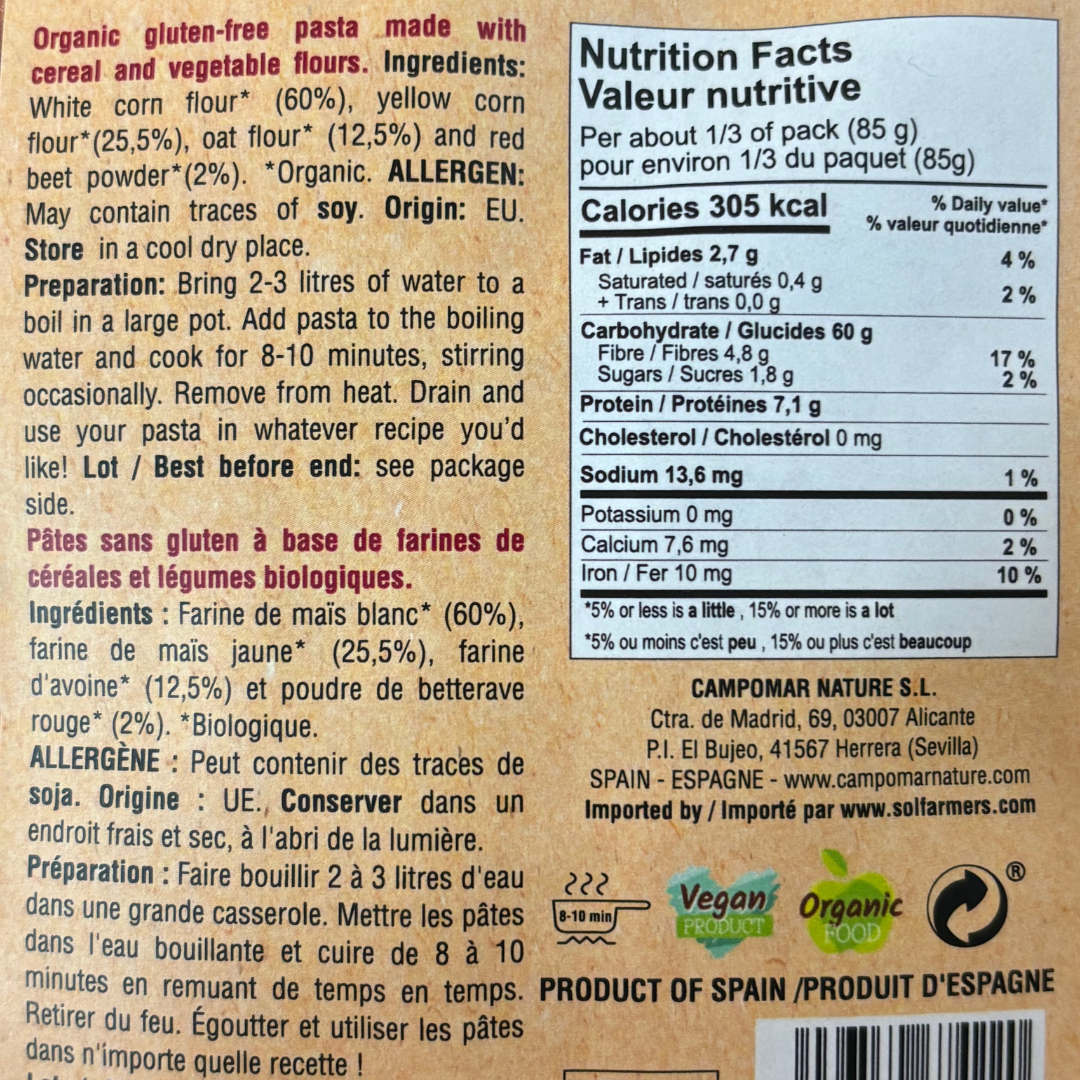 Organic gluten-free pasta made with
cereal and vegetable flours. Ingredients:
White corn flour* (60%), yellow corn
flour*(25,5%), oat flour* (12,5%) and red
beet powder*(2%). *Organic. ALLERGEN:
May contain traces of soy. Origin: EU.
Store in a cool dry place.
Preparation: Bring 2-3 litres of water to a
boil in a large pot. Add pasta to the boiling
water and cook for 8-10 minutes, stirring
occasionally. Remove from heat. Drain and
use your pasta in whatever recipe you'd
like! Lot / Best before end: see package
side.
Pâtes sans gluten à base de farines de
céréales et légumes biologiques.
Ingrédients : Farine de maïs blanc* (60%),
farine de maïs jaune* (25,5%), farine
d'avoine* (12,5%) et poudre de betterave
rouge* (2%). *Biologique.
ALLERGÈNE : Peut contenir des traces de
soja. Origine : UE., Conserver dans un
endroit frais et sec, à l'abri de la lumière.
Préparation : Faire bouillir 2 à 3 litres d'eau
dans une grande casserole. Mettre les pâtes
dans l'eau bouillante et cuire de 8 à 10
minutes en remuant de temps en temps.
Retirer du feu. Égoutter et utiliser les pâtes
dans n'importe quelle recette !
Nutrition Facts
Valeur nutritive
Per about 1/3 of pack (85 g)
pour environ 1/3 du paquet (85g)
Calories 305 kcal
% Daily value*
% valeur quotidienne*
Fat / Lipides 2,7 g 4 %
Saturated / saturés 0,4 g
+ Trans / trans 0,0 g 2 %
Carbohydrate / Glucides 60 g
Fibre / Fibres 4,8 g 17 %
Sugars / Sucres 1,8 g 2 %
Protein / Protéines 7,1 g
Cholesterol / Cholestérol 0 mg
Sodium 13,6 mg 1 %
Potassium 0 mg 0 %
Calcium 7,6 mg 2 %
Iron / Fer 10 mg 10 %
*5% or less is a little , 15% or more is a lot
*5% ou moins c'est peu , 15% ou plus c'est beaucoup
CAMPOMAR NATURE S.L.
Ctra. de Madrid, 69, 03007 Alicante
P.I. El Bujeo, 41567 Herrera (Sevilla)
SPAIN - ESPAGNE - www.campomarnature.com
Imported by / Importé par www.solfarmers.com
8-10 min
Vegan
PRODUCT
Organic
FOOD
®
PRODUCT OF SPAIN /PRODUIT D'ESPAGNE